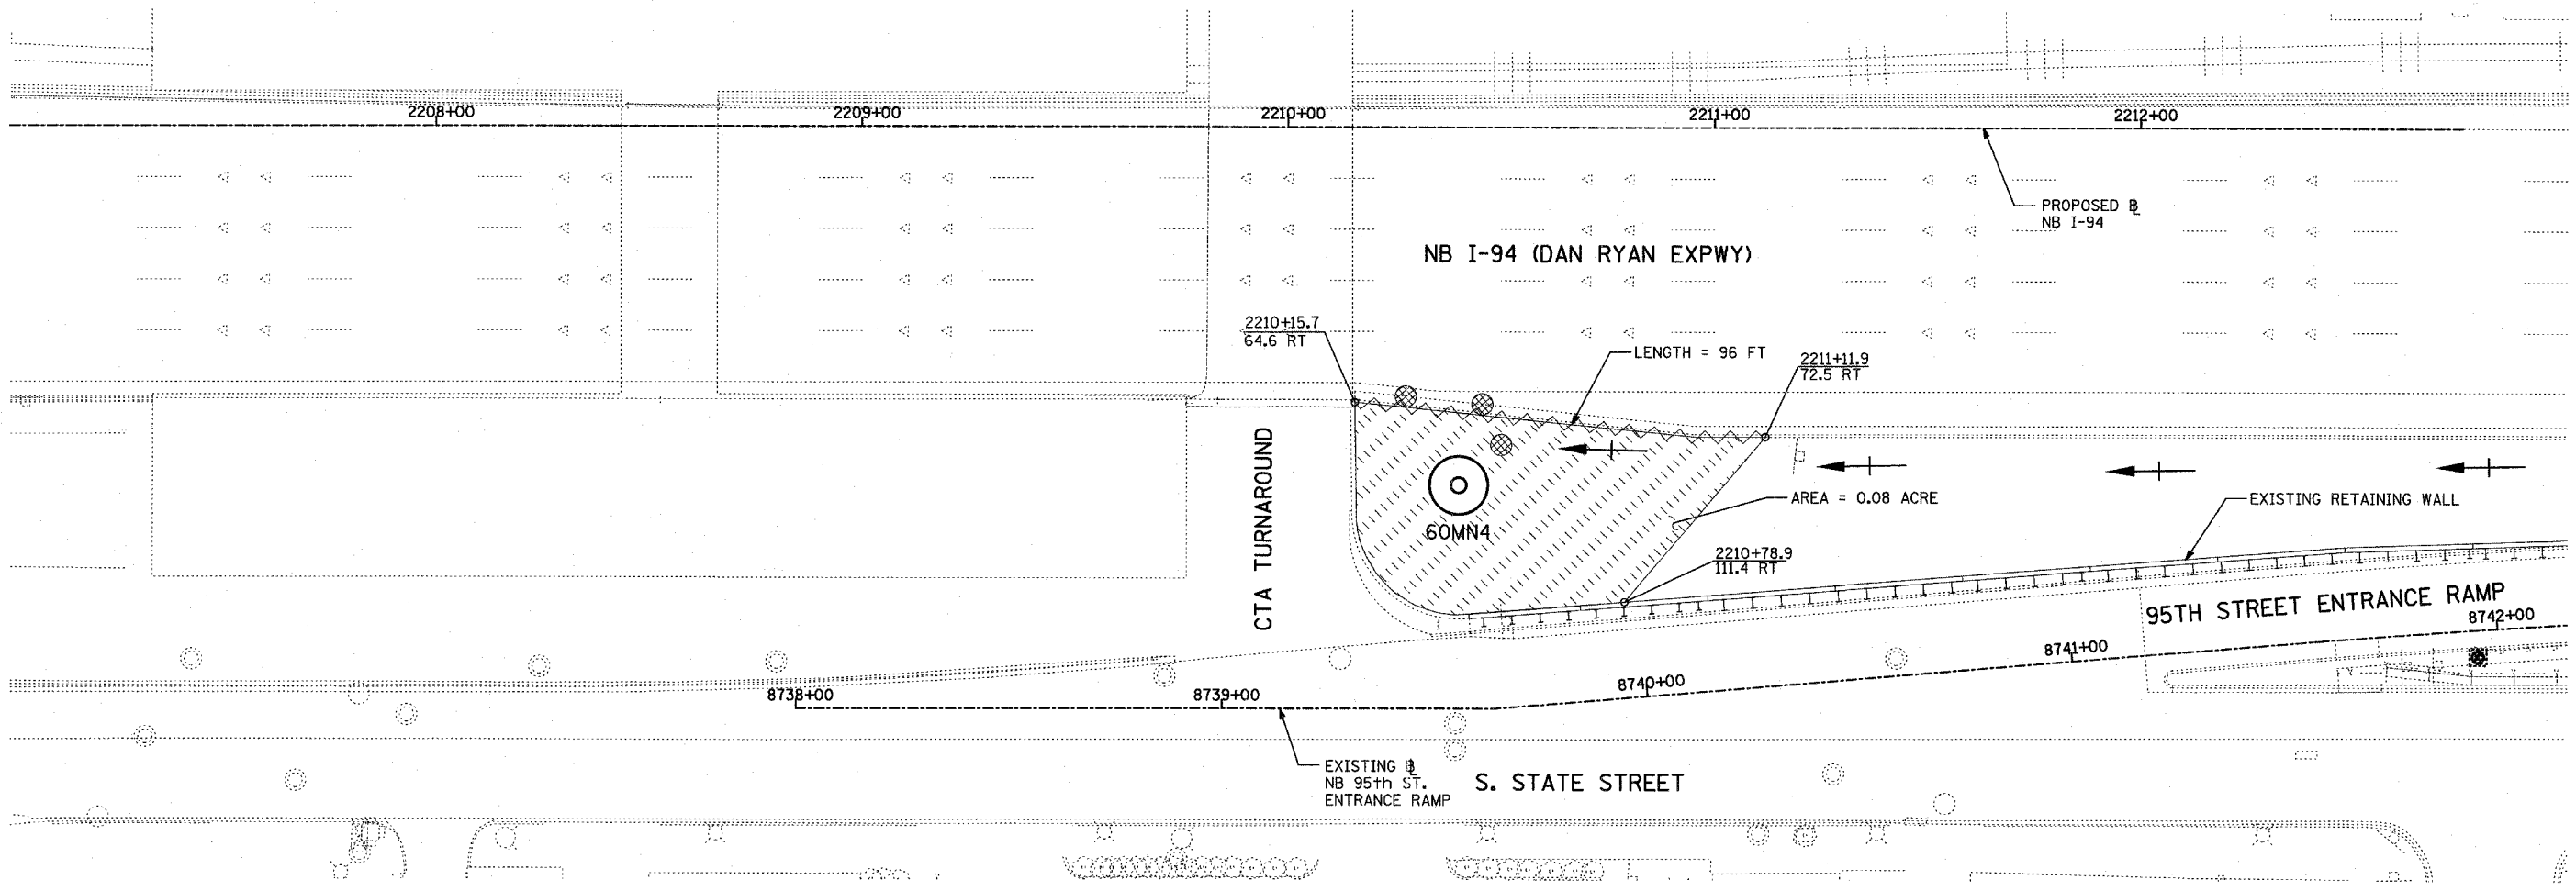 2208+00
2209+00
2210+00
2211+00
2212+00
PROPOSED ℄
NB I-94
NB I-94 (DAN RYAN EXPWY)
2210+15.7
64.6 RT
LENGTH = 96 FT
2211+11.9
72.5 RT
CTA TURNAROUND
60MN4
AREA = 0.08 ACRE
EXISTING RETAINING WALL
2210+78.9
111.4 RT
95TH STREET ENTRANCE RAMP
8738+00
8739+00
8740+00
8741+00
8742+00
EXISTING ℄
NB 95th ST.
ENTRANCE RAMP
S. STATE STREET